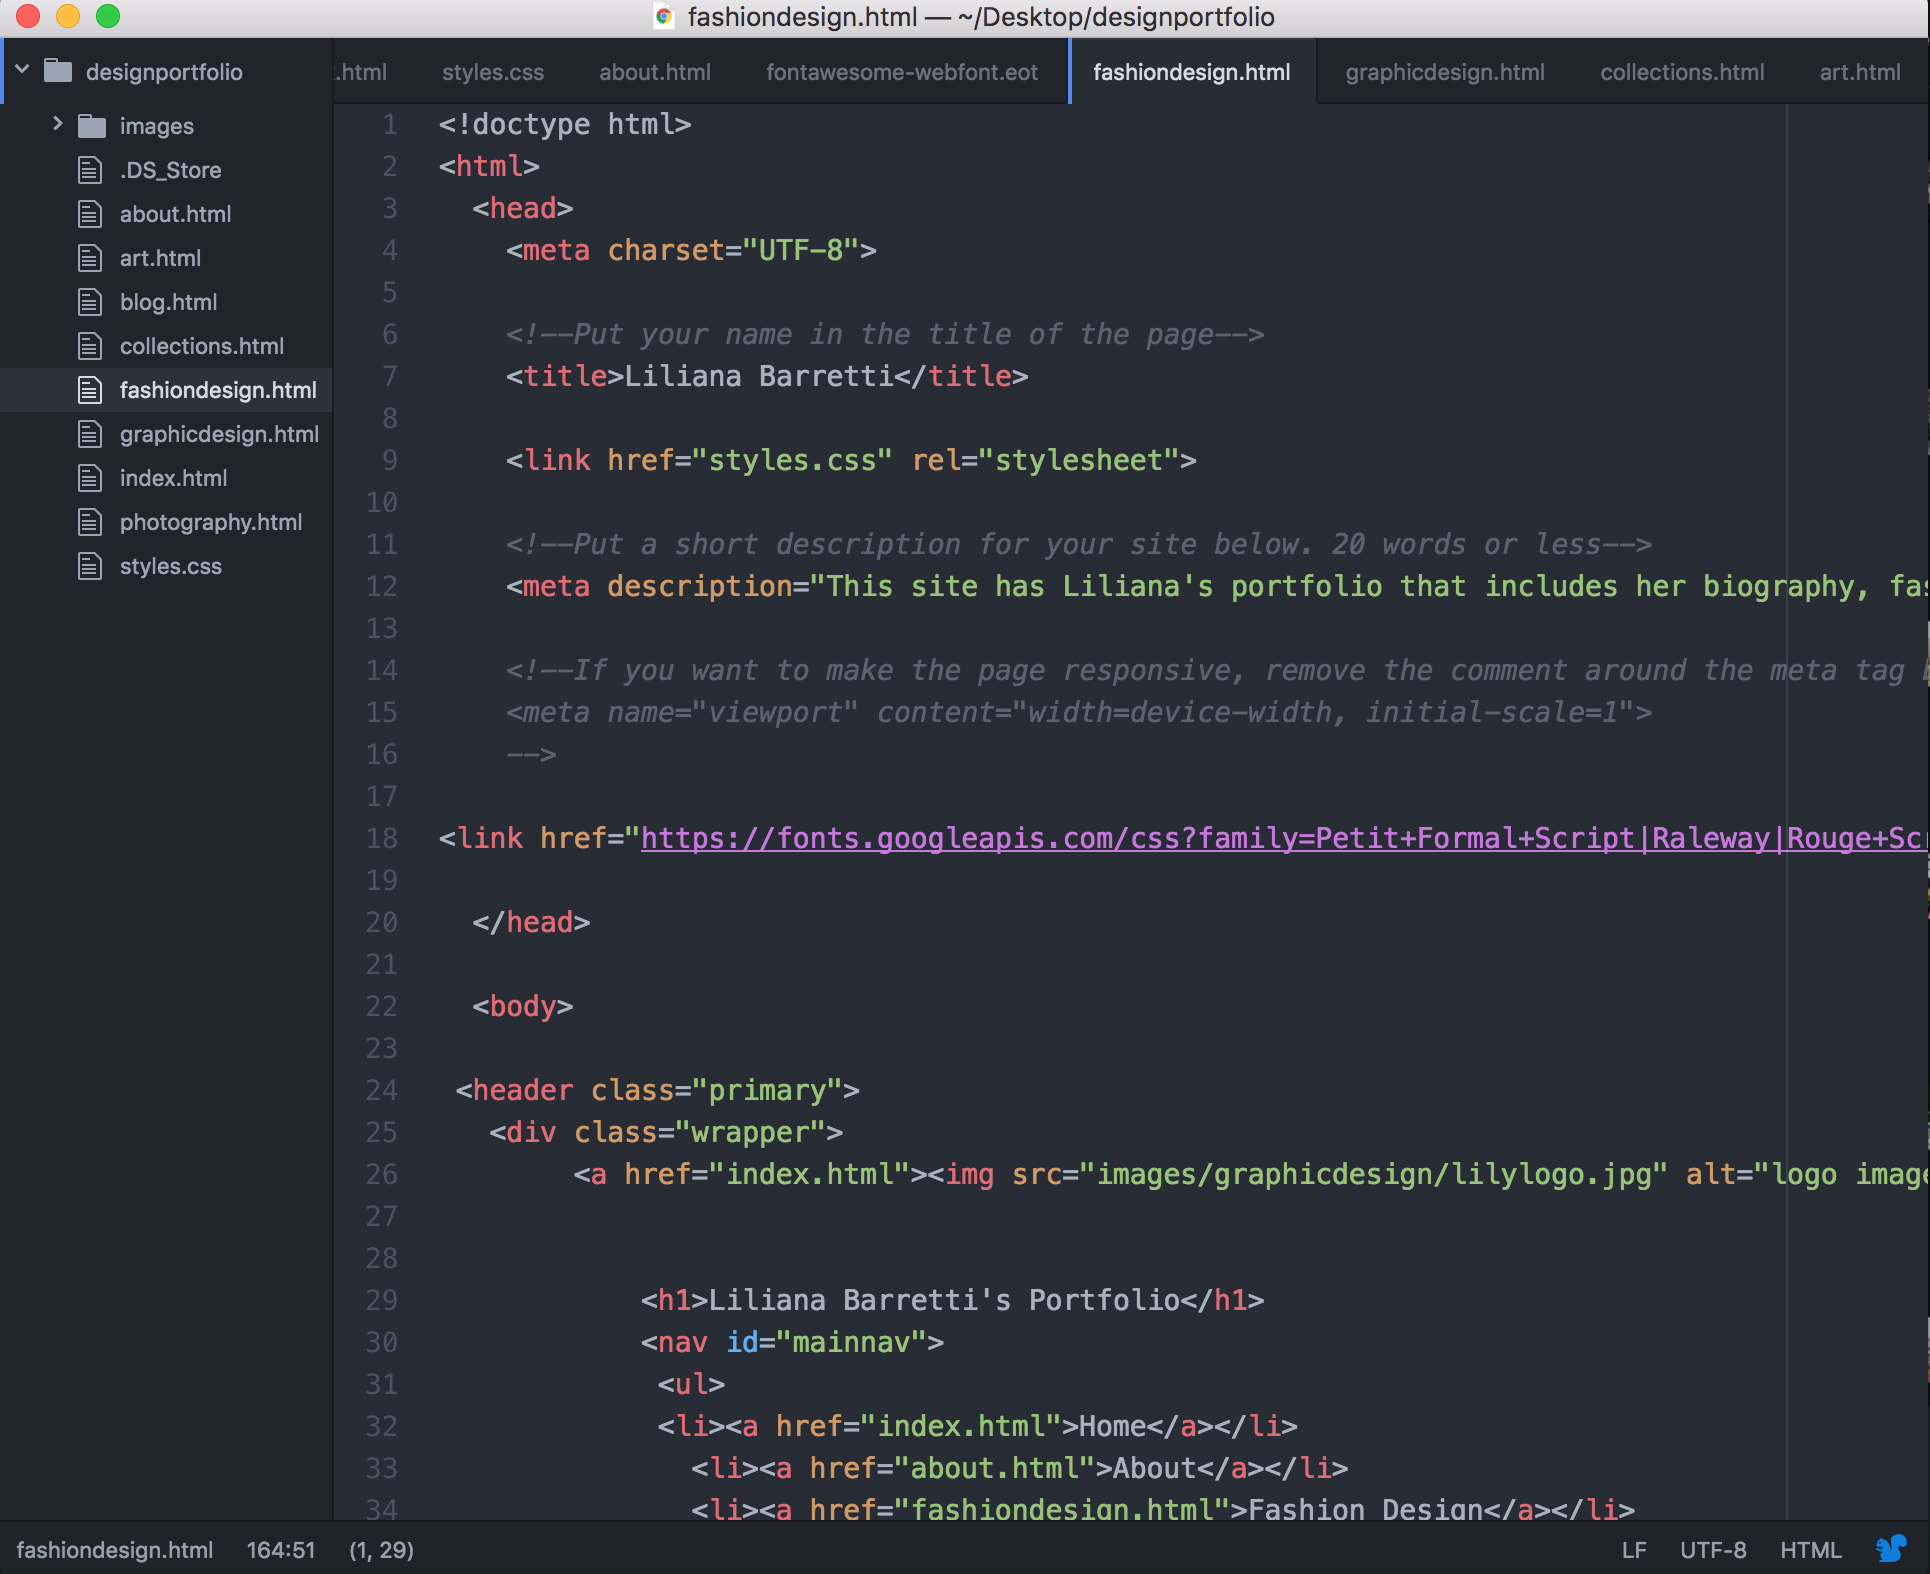 fashiondesign.html — ~/Desktop/designportfolio
designportfolio
images
.DS_Store
about.html
art.html
blog.html
collections.html
fashiondesign.html
graphicdesign.html
index.html
photography.html
styles.css
.html styles.css about.html fontawesome-webfont.eot fashiondesign.html graphicdesign.html collections.html art.html
1 <!doctype html>
2 <html>
3 <head>
4 <meta charset="UTF-8">
5
6 <!--Put your name in the title of the page-->
7 <title>Liliana Barretti</title>
8
9 <link href="styles.css" rel="stylesheet">
10
11 <!--Put a short description for your site below. 20 words or less-->
12 <meta description="This site has Liliana's portfolio that includes her biography, fas
13
14 <!--If you want to make the page responsive, remove the comment around the meta tag
15 <meta name="viewport" content="width=device-width, initial-scale=1">
16 -->
17
18 <link href="https://fonts.googleapis.com/css?family=Petit+Formal+Script|Raleway|Rouge+Scr
19
20 </head>
21
22 <body>
23
24 <header class="primary">
25 <div class="wrapper">
26 <a href="index.html"><img src="images/graphicdesign/lilylogo.jpg" alt="logo image
27
28
29 <h1>Liliana Barretti's Portfolio</h1>
30 <nav id="mainnav">
31 <ul>
32 <li><a href="index.html">Home</a></li>
33 <li><a href="about.html">About</a></li>
34 <li><a href="fashiondesign.html">Fashion Design</a></li>
fashiondesign.html 164:51 (1, 29) LF UTF-8 HTML